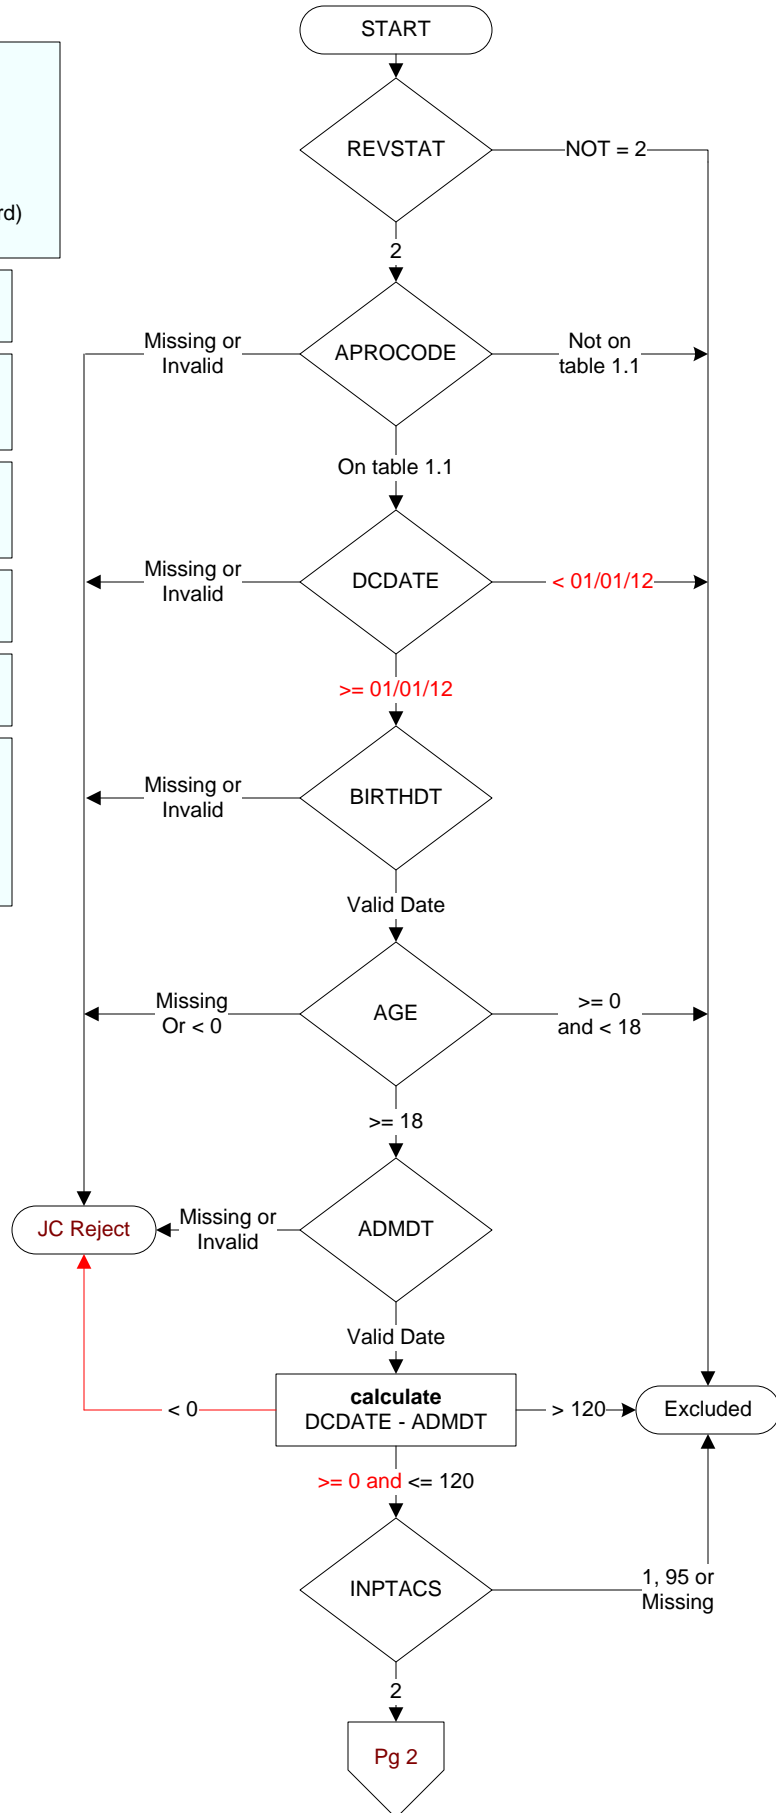 START
REVSTAT
NOT = 2
rd)
2
Missing or
Invalid
APROCODE
Not on
table 1.1
On table 1.1
Missing or
Invalid
DCDATE
< 01/01/12
>= 01/01/12
Missing or
Invalid
BIRTHDT
Valid Date
Missing
Or < 0
AGE
>= 0
and < 18
>= 18
JC Reject
Missing or
Invalid
ADMDT
Valid Date
< 0
calculate
DCDATE - ADMDT
> 120
Excluded
>= 0 and <= 120
INPTACS
1, 95 or
Missing
2
Pg 2